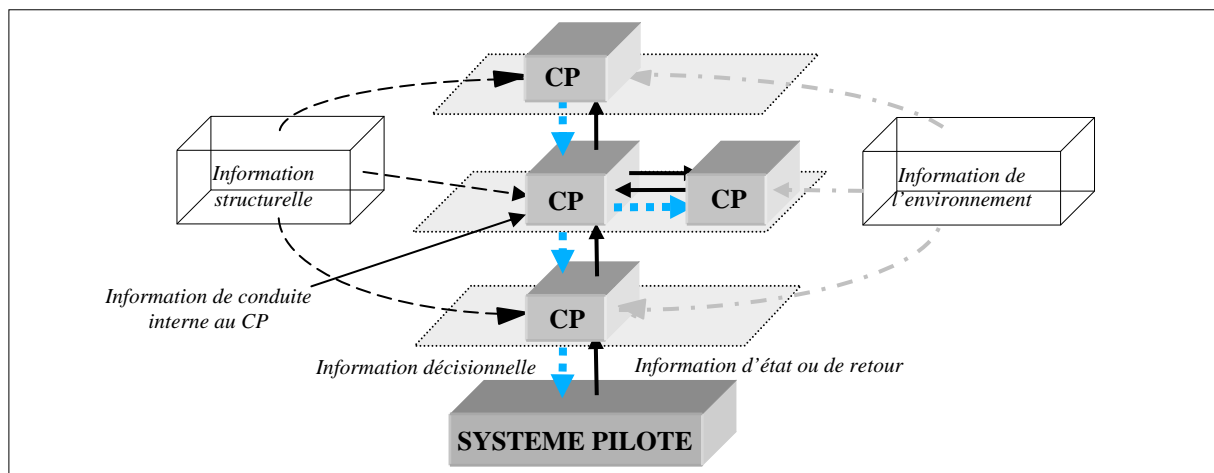 CP
Information
structurelle
CP
CP
Information de
l'environnement
Information de conduite
interne au CP
CP
Information décisionnelle
Information d'état ou de retour
SYSTEME PILOTE